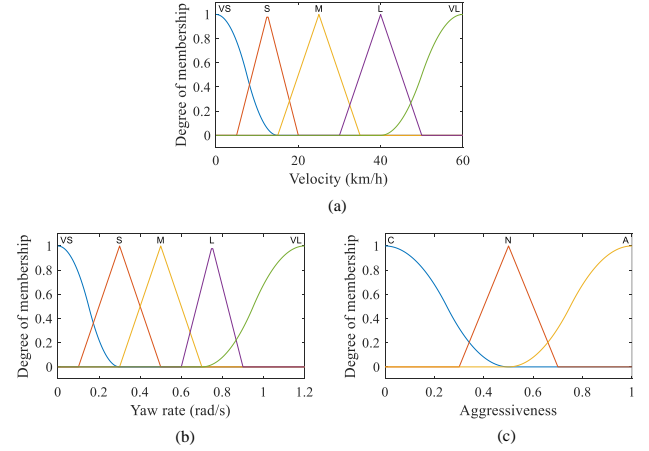 VS S M L VL
1
0.8
0.6
0.4
0.2
0
Degree of membership
0 20 40 60
Velocity (km/h)
(a)
VS S M L VL
1
0.8
0.6
0.4
0.2
0
Degree of membership
0 0.2 0.4 0.6 0.8 1 1.2
Yaw rate (rad/s)
(b)
C N A
1
0.8
0.6
0.4
0.2
0
Degree of membership
0 0.2 0.4 0.6 0.8 1
Aggressiveness
(c)